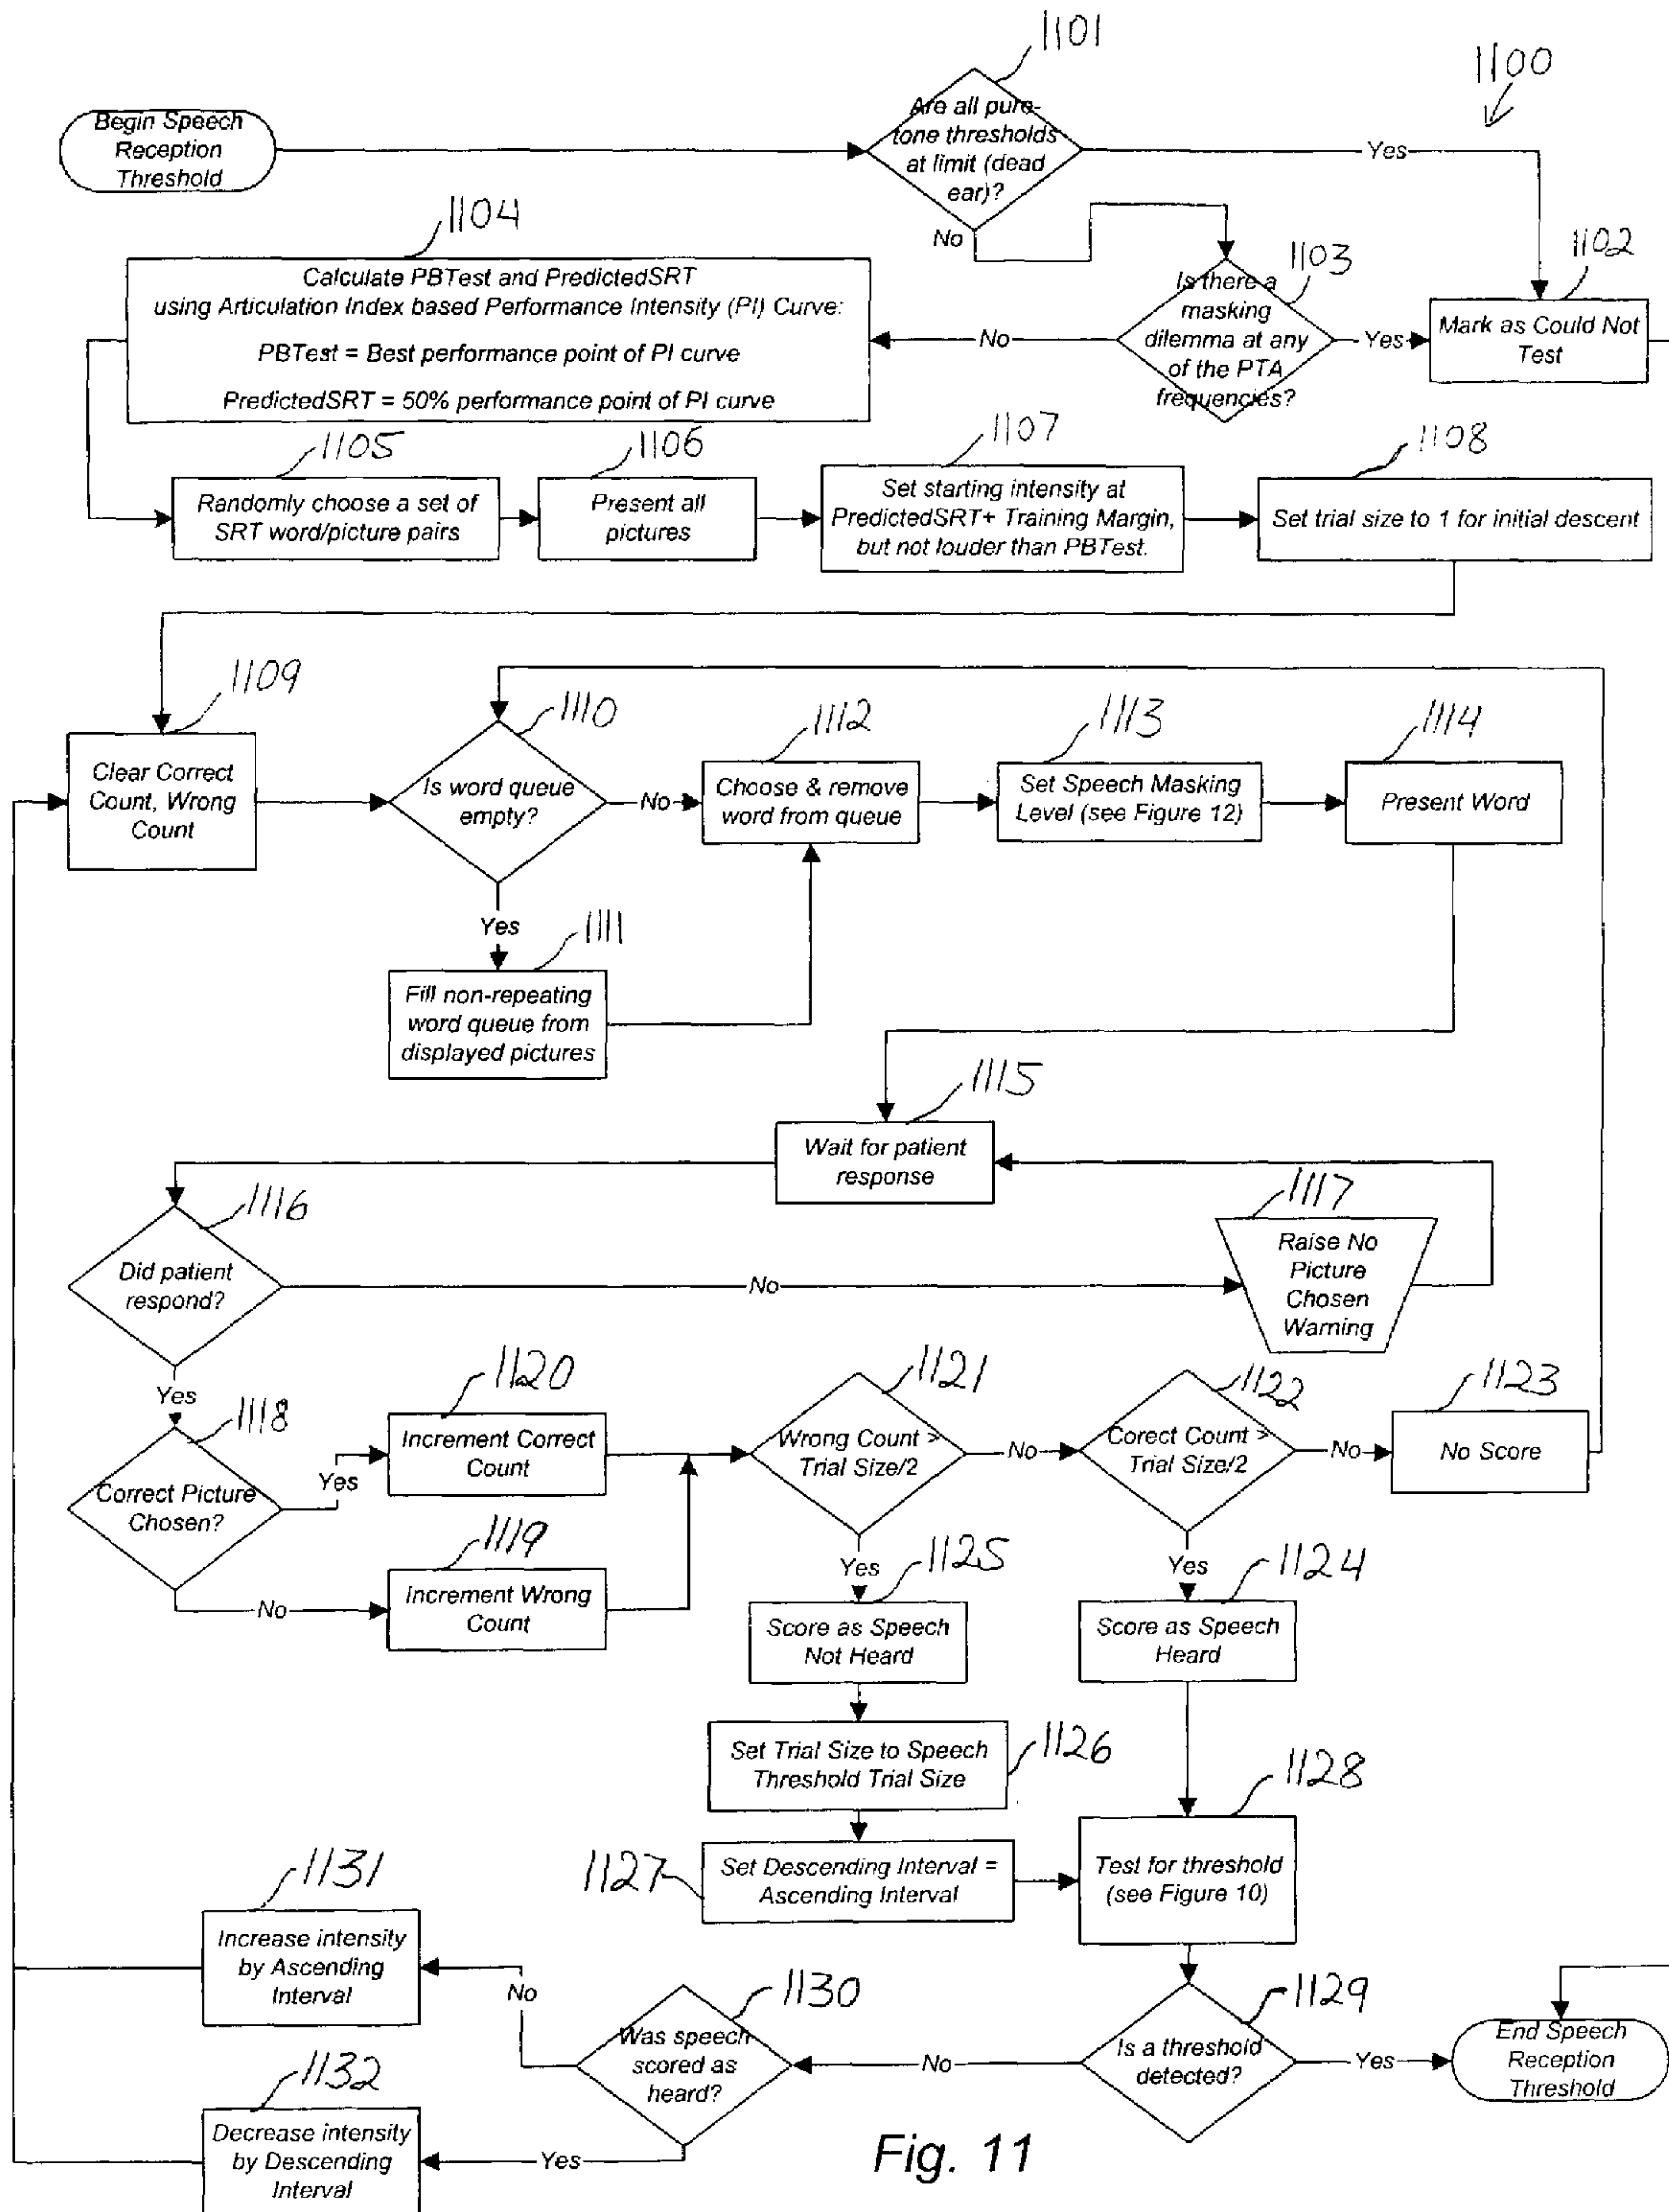 1101
1100
Begin Speech
Reception
Threshold
Are all pure-
tone thresholds
at limit (dead
ear)?
Yes
No
1104
1103
1102
Calculate PBTest and PredictedSRT
using Articulation Index based Performance Intensity (PI) Curve:
PBTest = Best performance point of PI curve
PredictedSRT = 50% performance point of PI curve
No
Is there a
masking
dilemma at any
of the PTA
frequencies?
Yes
Mark as Could Not
Test
1105
1106
1107
1108
Randomly choose a set of
SRT word/picture pairs
Present all
pictures
Set starting intensity at
PredictedSRT+ Training Margin,
but not louder than PBTest.
Set trial size to 1 for initial descent
1109
1110
1112
1113
1114
Clear Correct
Count, Wrong
Count
Is word queue
empty?
No
Choose & remove
word from queue
Set Speech Masking
Level (see Figure 12)
Present Word
Yes
1111
Fill non-repeating
word queue from
displayed pictures
1115
Wait for patient
response
1116
1117
Did patient
respond?
No
Raise No
Picture
Chosen
Warning
Yes
1118
1120
1121
1122
1123
Correct Picture
Chosen?
Yes
Increment Correct
Count
Wrong Count >
Trial Size/2
No
Corect Count >
Trial Size/2
No
No Score
1119
No
Increment Wrong
Count
Yes
1125
Yes
1124
Score as Speech
Not Heard
Score as Speech
Heard
Set Trial Size to Speech
Threshold Trial Size
1126
1128
1127
Set Descending Interval =
Ascending Interval
Test for threshold
(see Figure 10)
1131
Increase intensity
by Ascending
Interval
No
1130
Was speech
scored as
heard?
No
1129
Is a threshold
detected?
Yes
End Speech
Reception
Threshold
1132
Decrease intensity
by Descending
Interval
Yes
Fig. 11